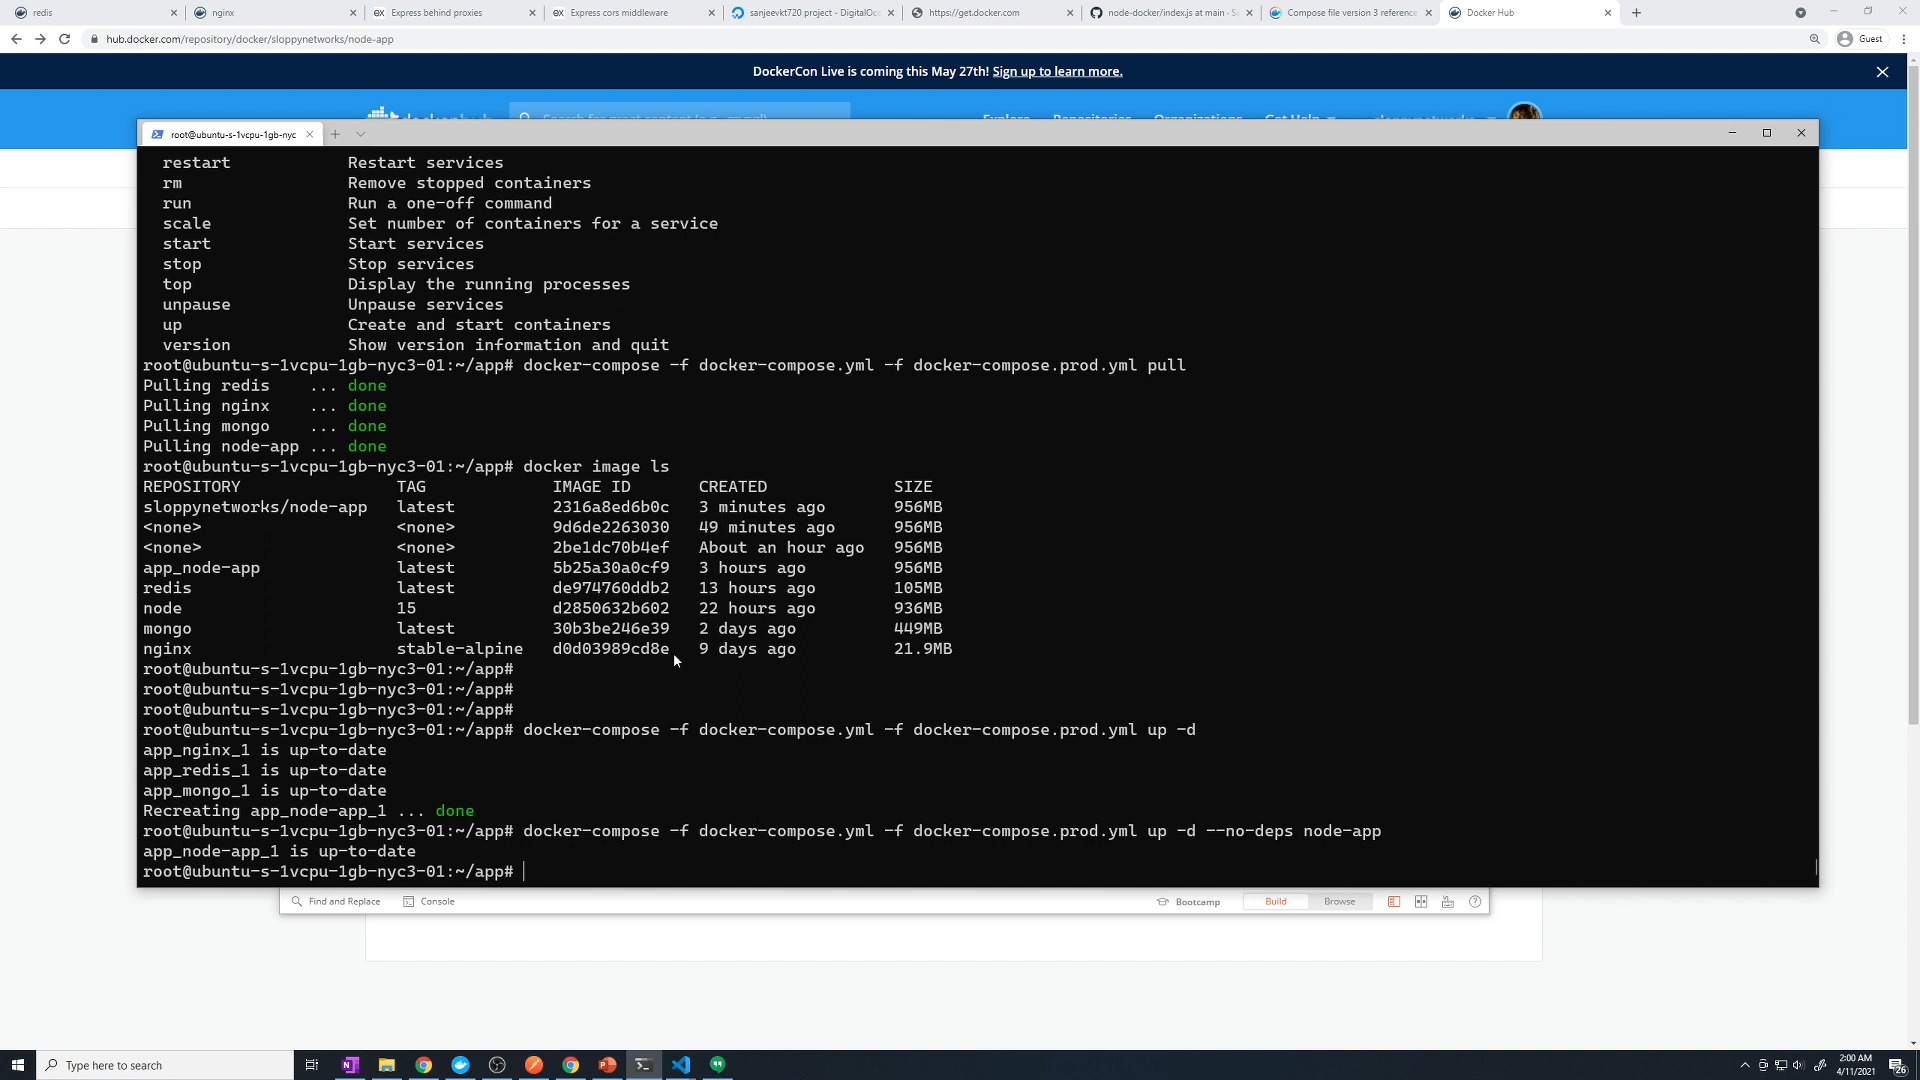 redis
nginx
Express behind proxies
Express cors middleware
sanjeevkt720 project - DigitalOce
https://get.docker.com
node-docker/index.js at main · S
Compose file version 3 reference
Docker Hub
hub.docker.com/repository/docker/sloppynetworks/node-app
Guest
DockerCon Live is coming this May 27th! Sign up to learn more.
root@ubuntu-s-1vcpu-1gb-nyc
restart Restart services
rm Remove stopped containers
run Run a one-off command
scale Set number of containers for a service
start Start services
stop Stop services
top Display the running processes
unpause Unpause services
up Create and start containers
version Show version information and quit
root@ubuntu-s-1vcpu-1gb-nyc3-01:~/app# docker-compose -f docker-compose.yml -f docker-compose.prod.yml pull
Pulling redis ... done
Pulling nginx ... done
Pulling mongo ... done
Pulling node-app ... done
root@ubuntu-s-1vcpu-1gb-nyc3-01:~/app# docker image ls
REPOSITORY TAG IMAGE ID CREATED SIZE
sloppynetworks/node-app latest 2316a8ed6b0c 3 minutes ago 956MB
<none> <none> 9d6de2263030 49 minutes ago 956MB
<none> <none> 2be1dc70b4ef About an hour ago 956MB
app_node-app latest 5b25a30a0cf9 3 hours ago 956MB
redis latest de974760ddb2 13 hours ago 105MB
node 15 d2850632b602 22 hours ago 936MB
mongo latest 30b3be246e39 2 days ago 449MB
nginx stable-alpine d0d03989cd8e 9 days ago 21.9MB
root@ubuntu-s-1vcpu-1gb-nyc3-01:~/app#
root@ubuntu-s-1vcpu-1gb-nyc3-01:~/app#
root@ubuntu-s-1vcpu-1gb-nyc3-01:~/app#
root@ubuntu-s-1vcpu-1gb-nyc3-01:~/app# docker-compose -f docker-compose.yml -f docker-compose.prod.yml up -d
app_nginx_1 is up-to-date
app_redis_1 is up-to-date
app_mongo_1 is up-to-date
Recreating app_node-app_1 ... done
root@ubuntu-s-1vcpu-1gb-nyc3-01:~/app# docker-compose -f docker-compose.yml -f docker-compose.prod.yml up -d --no-deps node-app
app_node-app_1 is up-to-date
root@ubuntu-s-1vcpu-1gb-nyc3-01:~/app#
Find and Replace Console Bootcamp Build Browse
Type here to search
2:00 AM
4/11/2021
26